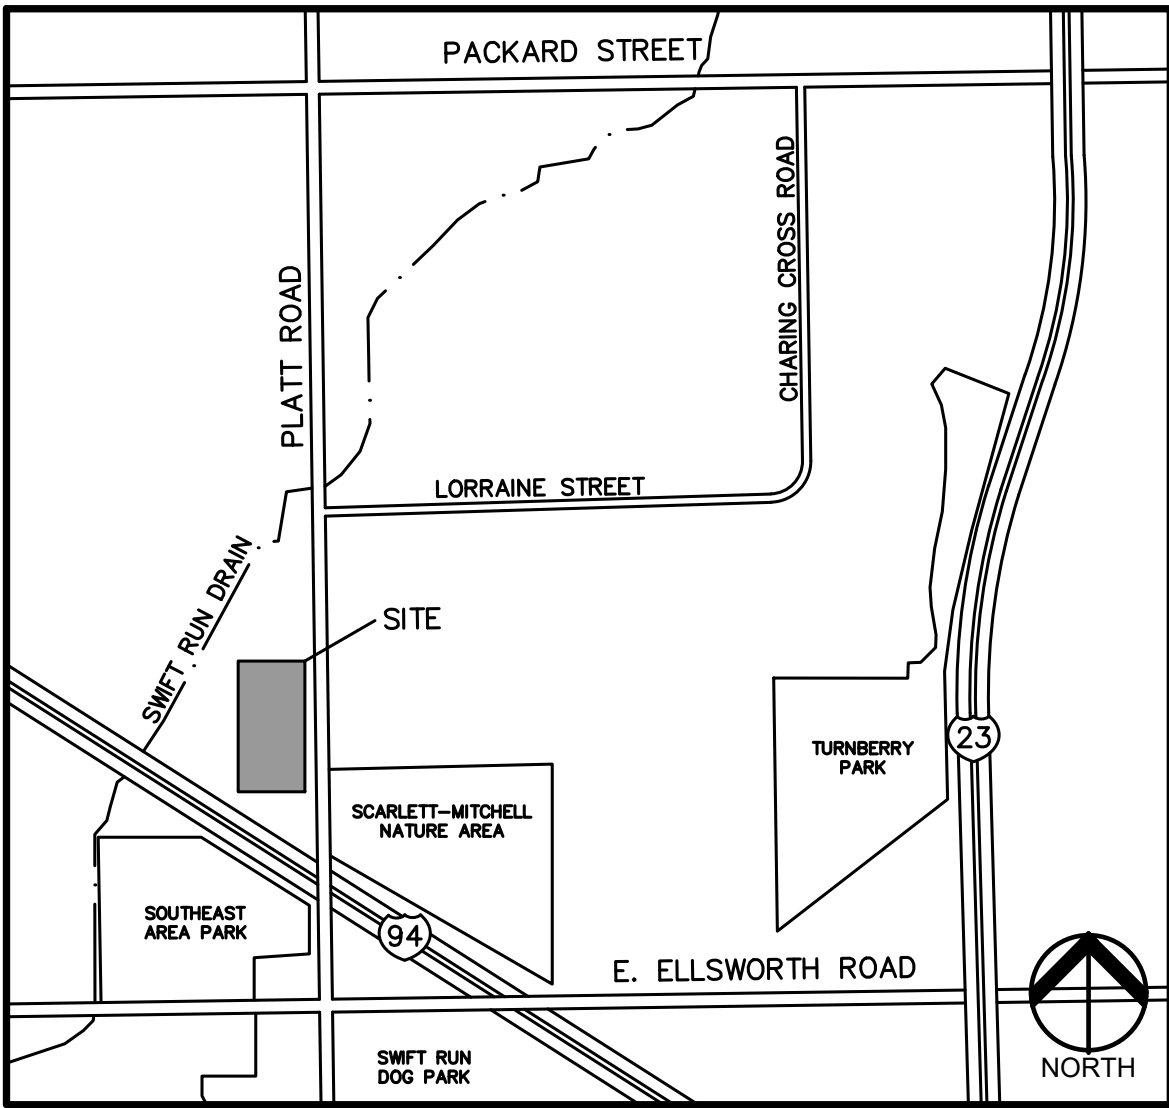 PACKARD STREET
CHARING CROSS ROAD
PLATT ROAD
LORRAINE STREET
SWIFT RUN DRAIN
SITE
23
TURNBERRY
PARK
SCARLETT-MITCHELL
NATURE AREA
SOUTHEAST
AREA PARK
94
E. ELLSWORTH ROAD
SWIFT RUN
DOG PARK
NORTH